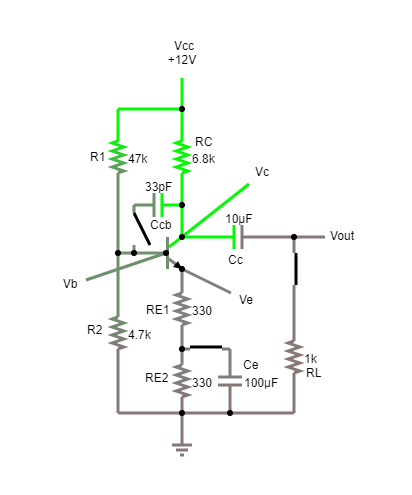 Vcc
+12V
RC
R1
47k
6.8k
Vc
33pF
Ccb
10µF
Vout
Cc
Vb
Ve
RE1
330
R2
4.7k
1k
RL
Ce
RE2
330
100µF